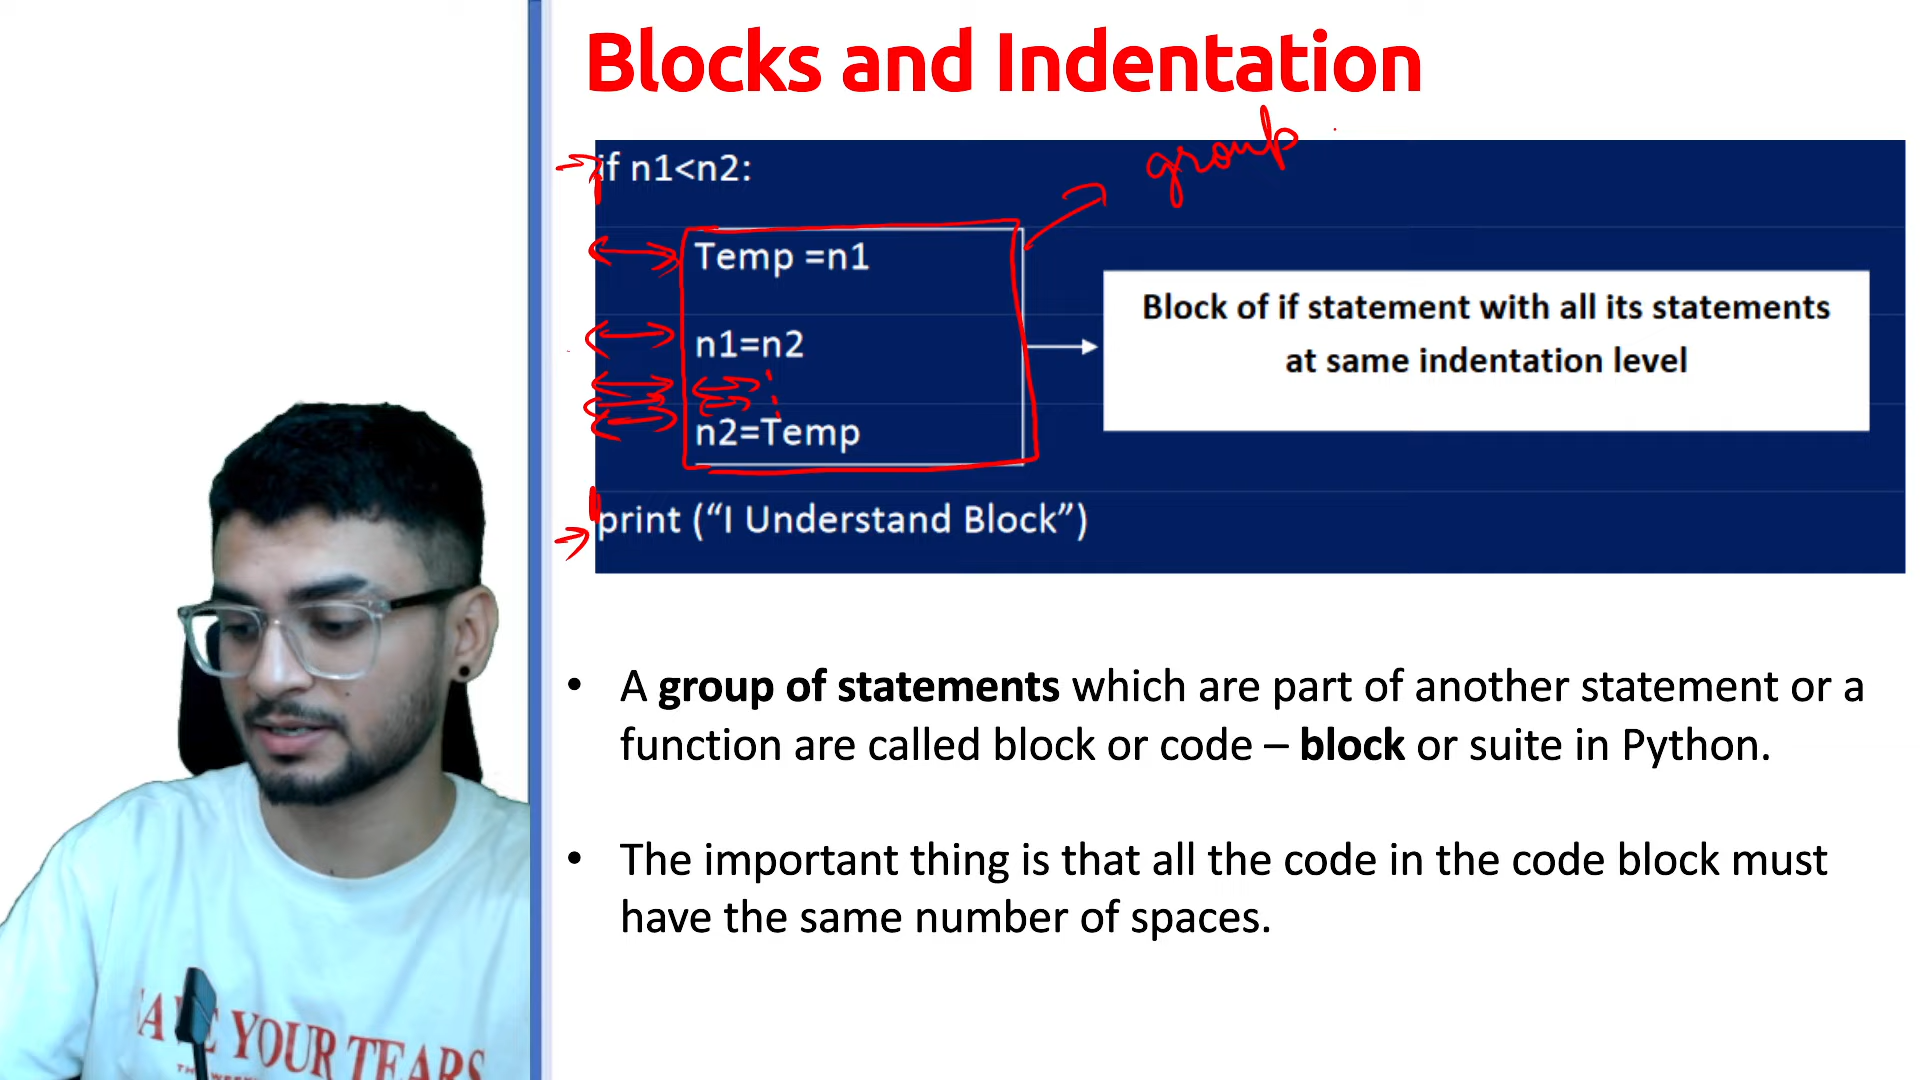 Blocks and Indentation
group
if n1<n2:
Temp =n1
n1=n2
n2=Temp
print (“I Understand Block”)
Block of if statement with all its statements
at same indentation level
• A group of statements which are part of another statement or a
function are called block or code – block or suite in Python.
• The important thing is that all the code in the code block must
have the same number of spaces.
YOUR TEARS